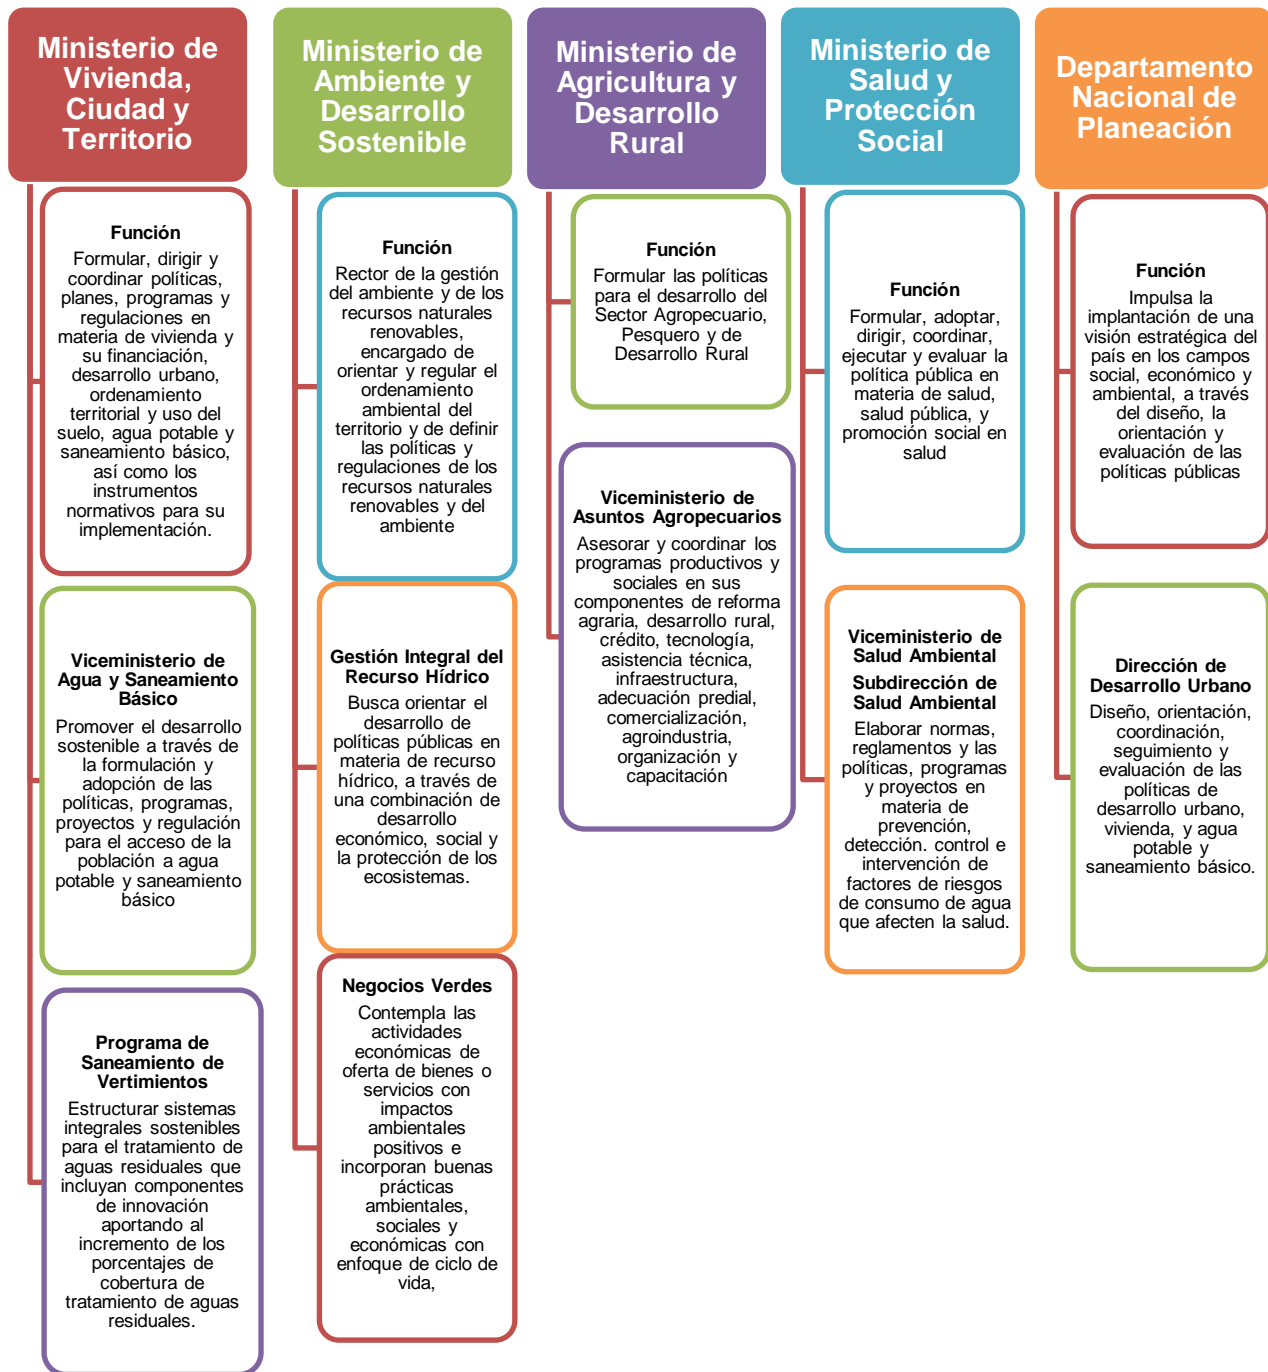 Ministerio de
Vivienda,
Ciudad y
Territorio
Función
Formular, dirigir y
coordinar políticas,
planes, programas y
regulaciones en
materia de vivienda y
su financiación,
desarrollo urbano,
ordenamiento
territorial y uso del
suelo, agua potable y
saneamiento básico,
así como los
instrumentos
normativos para su
implementación.
Viceministerio de
Agua y Saneamiento
Básico
Promover el desarrollo
sostenible a través de
la formulación y
adopción de las
políticas, programas,
proyectos y regulación
para el acceso de la
población a agua
potable y saneamiento
básico
Programa de
Saneamiento de
Vertimientos
Estructurar sistemas
integrales sostenibles
para el tratamiento de
aguas residuales que
incluyan componentes
de innovación
aportando al
incremento de los
porcentajes de
cobertura de
tratamiento de aguas
residuales.
Ministerio de
Ambiente y
Desarrollo
Sostenible
Función
Rector de la gestión
del ambiente y de los
recursos naturales
renovables,
encargado de
orientar y regular el
ordenamiento
ambiental del
territorio y de definir
las políticas y
regulaciones de los
recursos naturales
renovables y del
ambiente
Gestión Integral del
Recurso Hídrico
Busca orientar el
desarrollo de
políticas públicas en
materia de recurso
hídrico, a través de
una combinación de
desarrollo
económico, social y
la protección de los
ecosistemas.
Negocios Verdes
Contempla las
actividades
económicas de
oferta de bienes o
servicios con
impactos
ambientales
positivos e
incorporan buenas
prácticas
ambientales,
sociales y
económicas con
enfoque de ciclo de
vida,
Ministerio de
Agricultura y
Desarrollo
Rural
Función
Formular las políticas
para el desarrollo del
Sector Agropecuario,
Pesquero y de
Desarrollo Rural
Viceministerio de
Asuntos Agropecuarios
Asesorar y coordinar los
programas productivos y
sociales en sus
componentes de reforma
agraria, desarrollo rural,
crédito, tecnología,
asistencia técnica,
infraestructura,
adecuación predial,
comercialización,
agroindustria,
organización y
capacitación
Ministerio de
Salud y
Protección
Social
Función
Formular, adoptar,
dirigir, coordinar,
ejecutar y evaluar la
política pública en
materia de salud,
salud pública, y
promoción social en
salud
Viceministerio de
Salud Ambiental
Subdirección de
Salud Ambiental
Elaborar normas,
reglamentos y las
políticas, programas
y proyectos en
materia de
prevención,
detección. control e
intervención de
factores de riesgos
de consumo de agua
que afecten la salud.
Departamento
Nacional de
Planeación
Función
Impulsa la
implantación de una
visión estratégica del
país en los campos
social, económico y
ambiental, a través
del diseño, la
orientación y
evaluación de las
políticas públicas
Dirección de
Desarrollo Urbano
Diseño, orientación,
coordinación,
seguimiento y
evaluación de las
políticas de
desarrollo urbano,
vivienda, y agua
potable y
saneamiento básico.